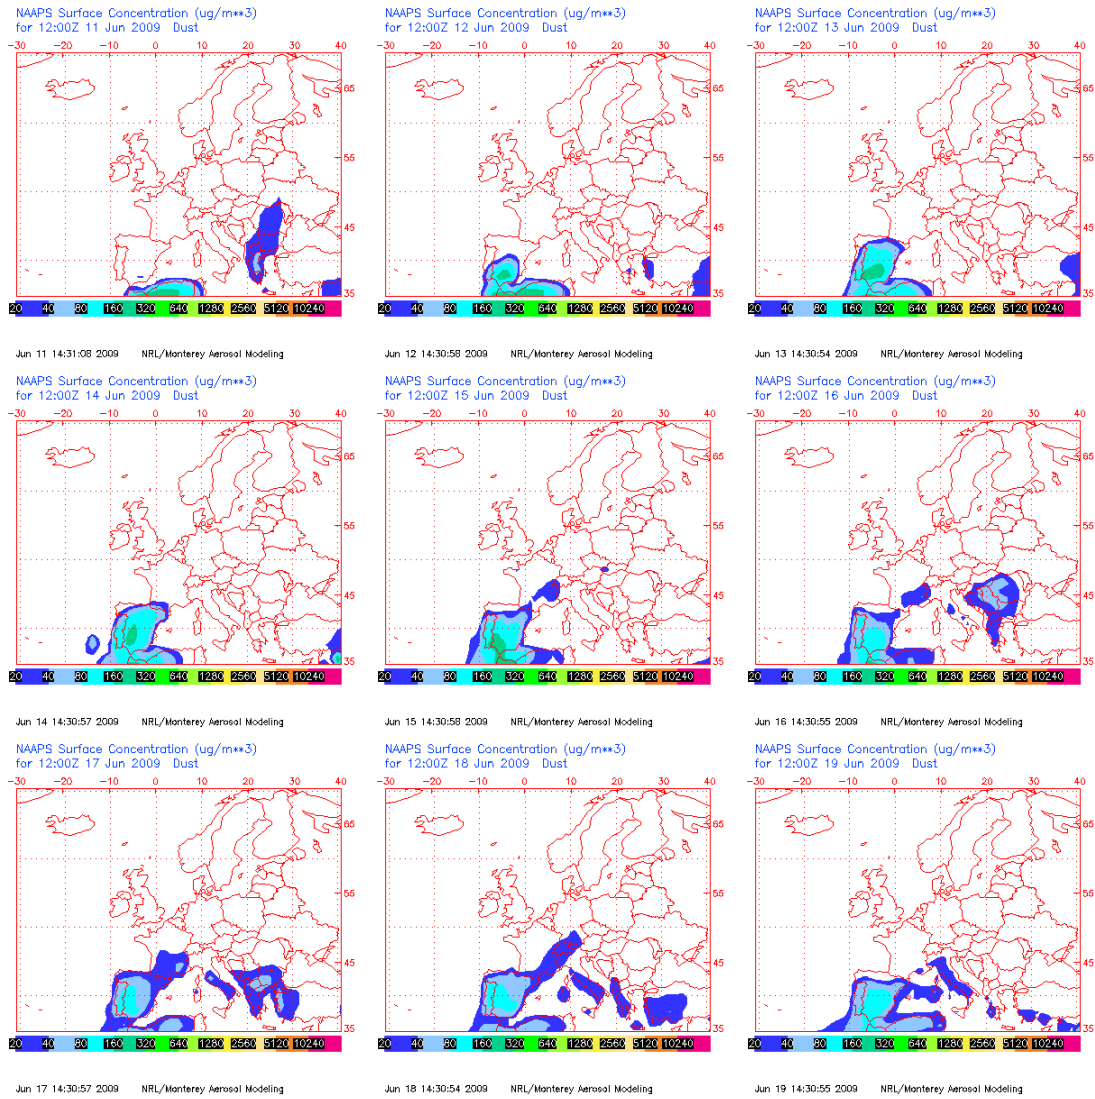 NAAPS Surface Concentration (ug/m**3)
for 12:00Z 11 Jun 2009 Dust
-30 -20 -10 0 10 20 30 40
65
55
45
35
20 40 80 160 320 640 1280 2560 5120 10240
Jun 11 14:31:08 2009 NRL/Monterey Aerosol Modeling
NAAPS Surface Concentration (ug/m**3)
for 12:00Z 12 Jun 2009 Dust
-30 -20 -10 0 10 20 30 40
65
55
45
35
20 40 80 160 320 640 1280 2560 5120 10240
Jun 12 14:30:58 2009 NRL/Monterey Aerosol Modeling
NAAPS Surface Concentration (ug/m**3)
for 12:00Z 13 Jun 2009 Dust
-30 -20 -10 0 10 20 30 40
65
55
45
35
20 40 80 160 320 640 1280 2560 5120 10240
Jun 13 14:30:54 2009 NRL/Monterey Aerosol Modeling
NAAPS Surface Concentration (ug/m**3)
for 12:00Z 14 Jun 2009 Dust
-30 -20 -10 0 10 20 30 40
65
55
45
35
20 40 80 160 320 640 1280 2560 5120 10240
Jun 14 14:30:57 2009 NRL/Monterey Aerosol Modeling
NAAPS Surface Concentration (ug/m**3)
for 12:00Z 15 Jun 2009 Dust
-30 -20 -10 0 10 20 30 40
65
55
45
35
20 40 80 160 320 640 1280 2560 5120 10240
Jun 15 14:30:58 2009 NRL/Monterey Aerosol Modeling
NAAPS Surface Concentration (ug/m**3)
for 12:00Z 16 Jun 2009 Dust
-30 -20 -10 0 10 20 30 40
65
55
45
35
20 40 80 160 320 640 1280 2560 5120 10240
Jun 16 14:30:55 2009 NRL/Monterey Aerosol Modeling
NAAPS Surface Concentration (ug/m**3)
for 12:00Z 17 Jun 2009 Dust
-30 -20 -10 0 10 20 30 40
65
55
45
35
20 40 80 160 320 640 1280 2560 5120 10240
Jun 17 14:30:57 2009 NRL/Monterey Aerosol Modeling
NAAPS Surface Concentration (ug/m**3)
for 12:00Z 18 Jun 2009 Dust
-30 -20 -10 0 10 20 30 40
65
55
45
35
20 40 80 160 320 640 1280 2560 5120 10240
Jun 18 14:30:54 2009 NRL/Monterey Aerosol Modeling
NAAPS Surface Concentration (ug/m**3)
for 12:00Z 19 Jun 2009 Dust
-30 -20 -10 0 10 20 30 40
65
55
45
35
20 40 80 160 320 640 1280 2560 5120 10240
Jun 19 14:30:55 2009 NRL/Monterey Aerosol Modeling